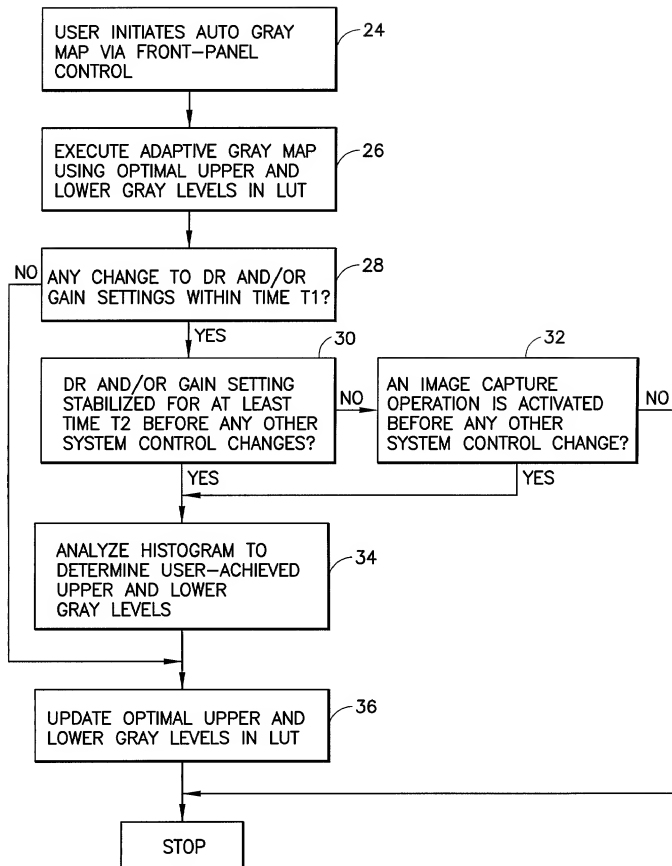 USER INITIATES AUTO GRAY
MAP VIA FRONT-PANEL
CONTROL
24
EXECUTE ADAPTIVE GRAY MAP
USING OPTIMAL UPPER AND
LOWER GRAY LEVELS IN LUT
26
NO
ANY CHANGE TO DR AND/OR
GAIN SETTINGS WITHIN TIME T1?
28
YES
30
DR AND/OR GAIN SETTING
STABILIZED FOR AT LEAST
TIME T2 BEFORE ANY OTHER
SYSTEM CONTROL CHANGES?
NO
32
AN IMAGE CAPTURE
OPERATION IS ACTIVATED
BEFORE ANY OTHER
SYSTEM CONTROL CHANGE?
NO
YES
YES
ANALYZE HISTOGRAM TO
DETERMINE USER-ACHIEVED
UPPER AND LOWER
GRAY LEVELS
34
UPDATE OPTIMAL UPPER AND
LOWER GRAY LEVELS IN LUT
36
STOP